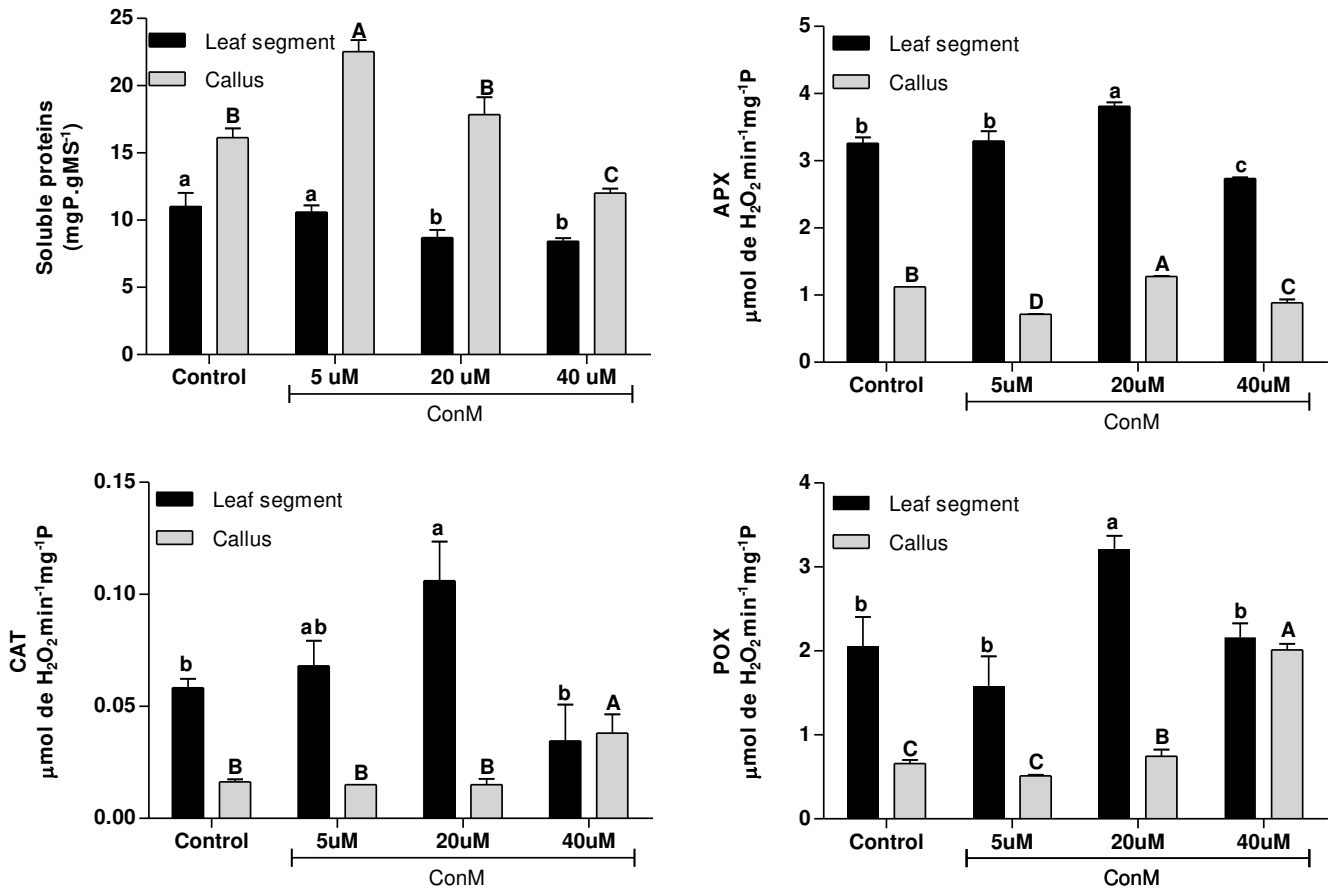 Soluble proteins
(mgP.gMS⁻¹)
25
20
15
10
5
0
Leaf segment
Callus
a
B
a
A
b
B
b
C
Control
5 uM
20 uM
40 uM
ConM
APX
µmol de H₂O₂min⁻¹mg⁻¹P
5
4
3
2
1
0
Leaf segment
Callus
b
B
b
D
a
A
c
C
Control
5uM
20uM
40uM
ConM
CAT
µmol de H₂O₂min⁻¹mg⁻¹P
0.15
0.10
0.05
0.00
Leaf segment
Callus
b
B
ab
B
a
B
b
A
Control
5uM
20uM
40uM
ConM
POX
µmol de H₂O₂min⁻¹mg⁻¹P
4
3
2
1
0
Leaf segment
Callus
b
C
b
C
a
B
b
A
Control
5uM
20uM
40uM
ConM